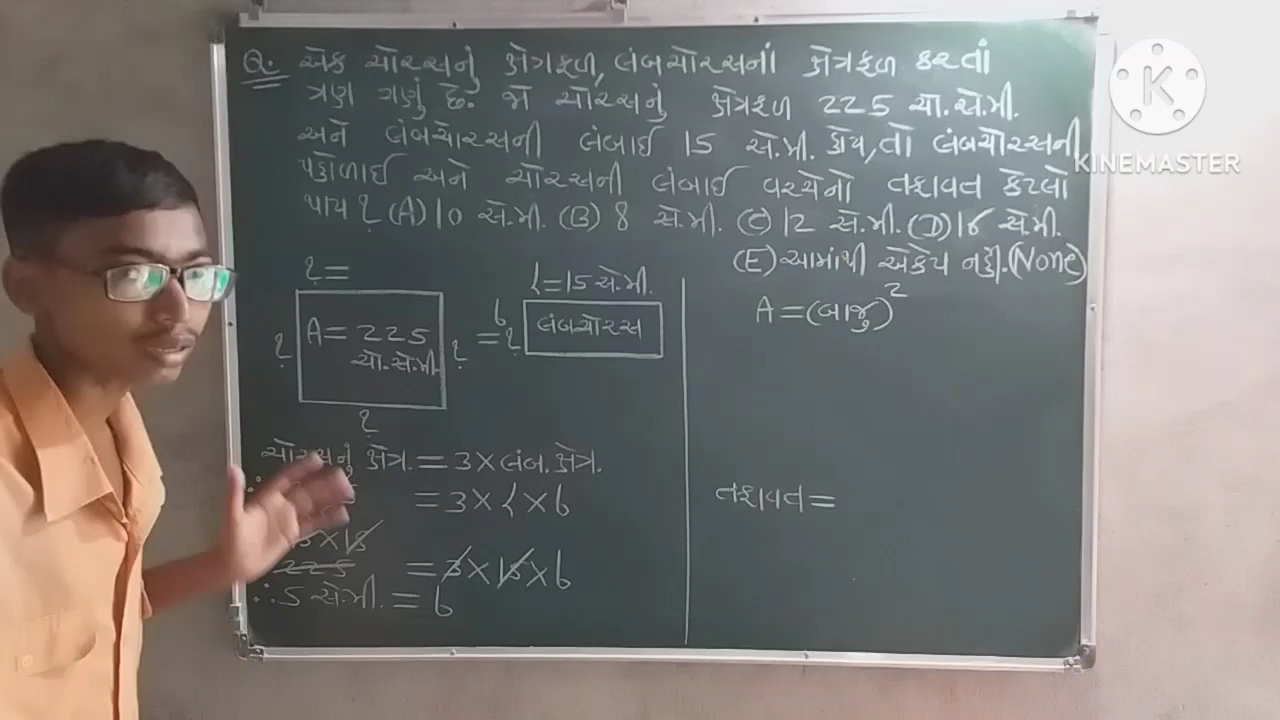 Q. એક ચોરસનું ક્ષેત્રફળ, લંબચોરસનાં ક્ષેત્રફળ કરતાં
ત્રણ ગણું છે. જો ચોરસનું ક્ષેત્રફળ 225 ચો.સે.મી.
અને લંબચોરસની લંબાઈ 15 સે.મી. હોય, તો લંબચોરસની
પહોળાઈ અને ચોરસની લંબાઈ વચ્ચેનો તફાવત કેટલો
થાય ? (A) 10 સે.મી. (B) 8 સે.મી. (C) 12 સે.મી. (D) 16 સે.મી.
(E) આમાંથી એકેય નહીં. (None)
KINEMASTER
K
? =
l = 15 સે.મી.
A = 225
ચો.સે.મી.
?
?
?
b = ?
લંબચોરસ
ચોરસનું ક્ષેત્ર. = 3 × લંબ. ક્ષેત્ર.
= 3 × l × b
× 15
225 = 3 × 15 × b
∴ 5 સે.મી. = b
A = (બાજુ)²
તફાવત =